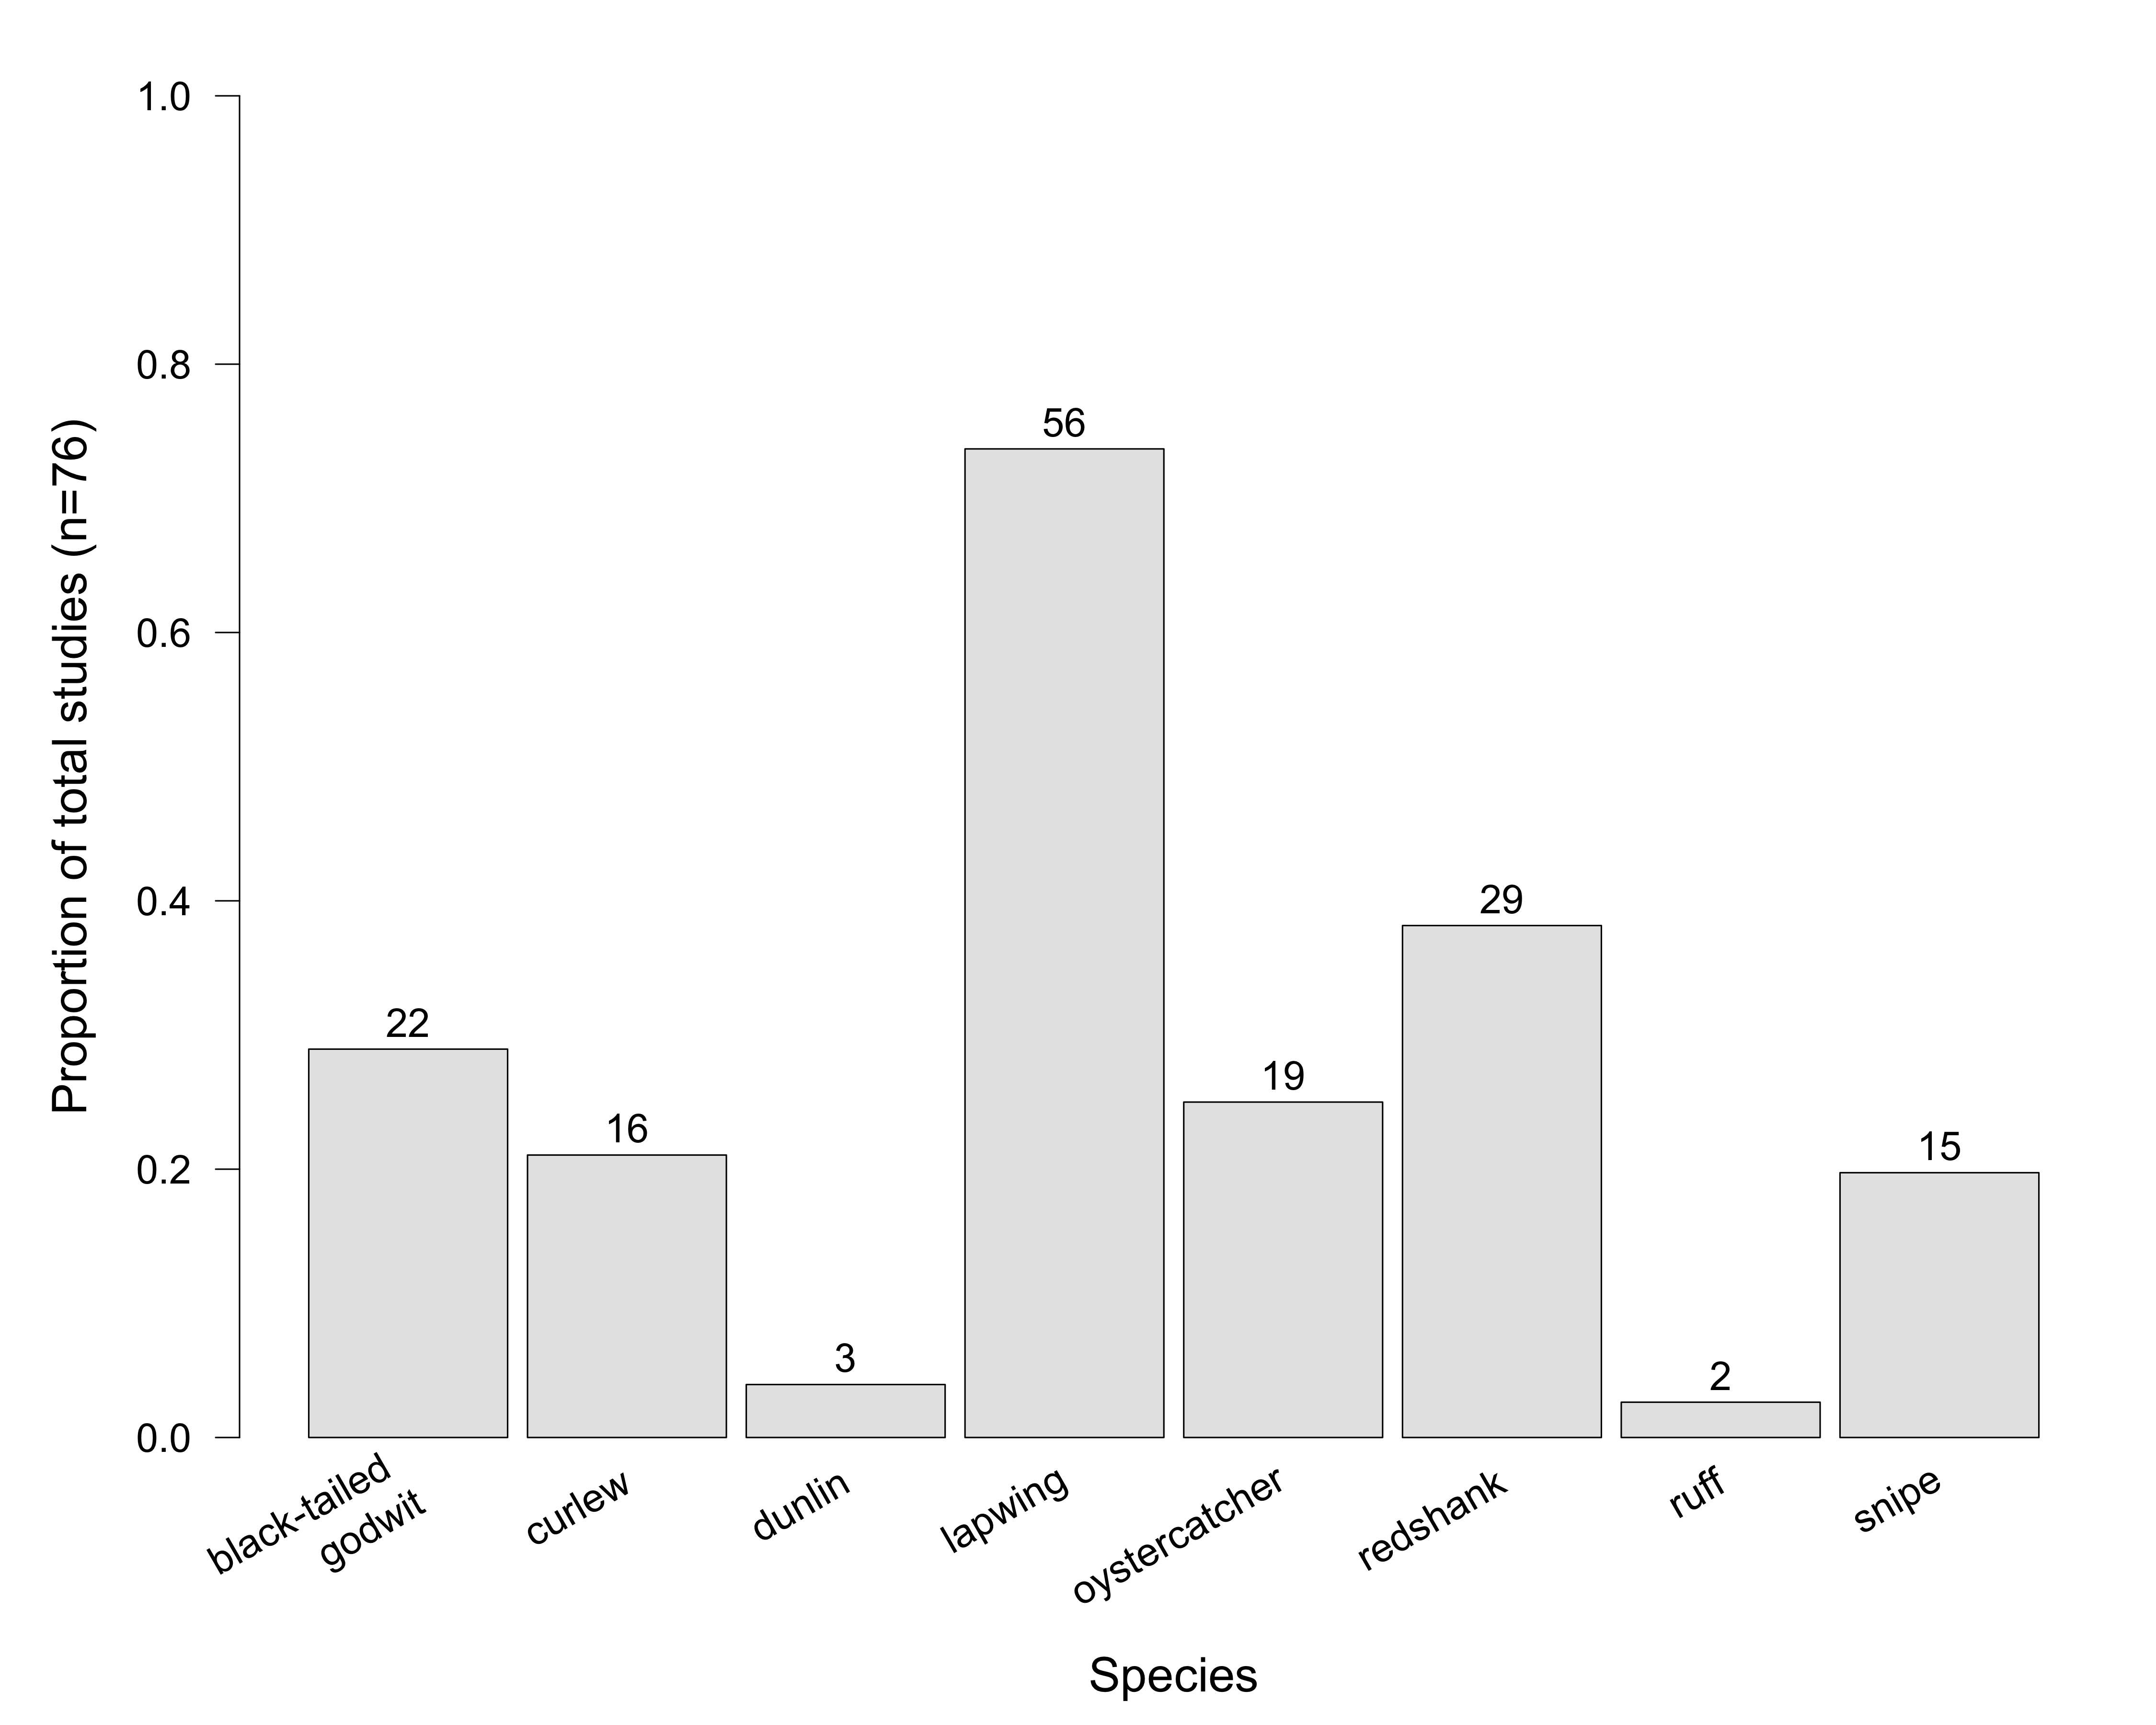 Proportion of total studies (n=76)
1.0
0.8
0.6
0.4
0.2
0.0
22
16
3
56
19
29
2
15
black-tailed
godwit
curlew
dunlin
lapwing
oystercatcher
redshank
ruff
snipe
Species